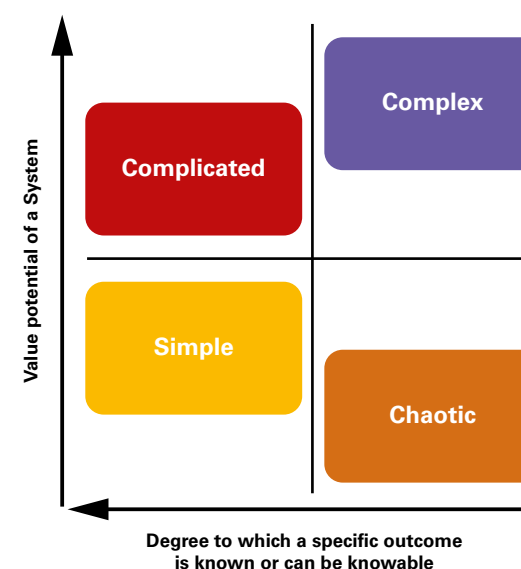 Value potential of a System
Complex
Complicated
Simple
Chaotic
Degree to which a specific outcome
is known or can be knowable